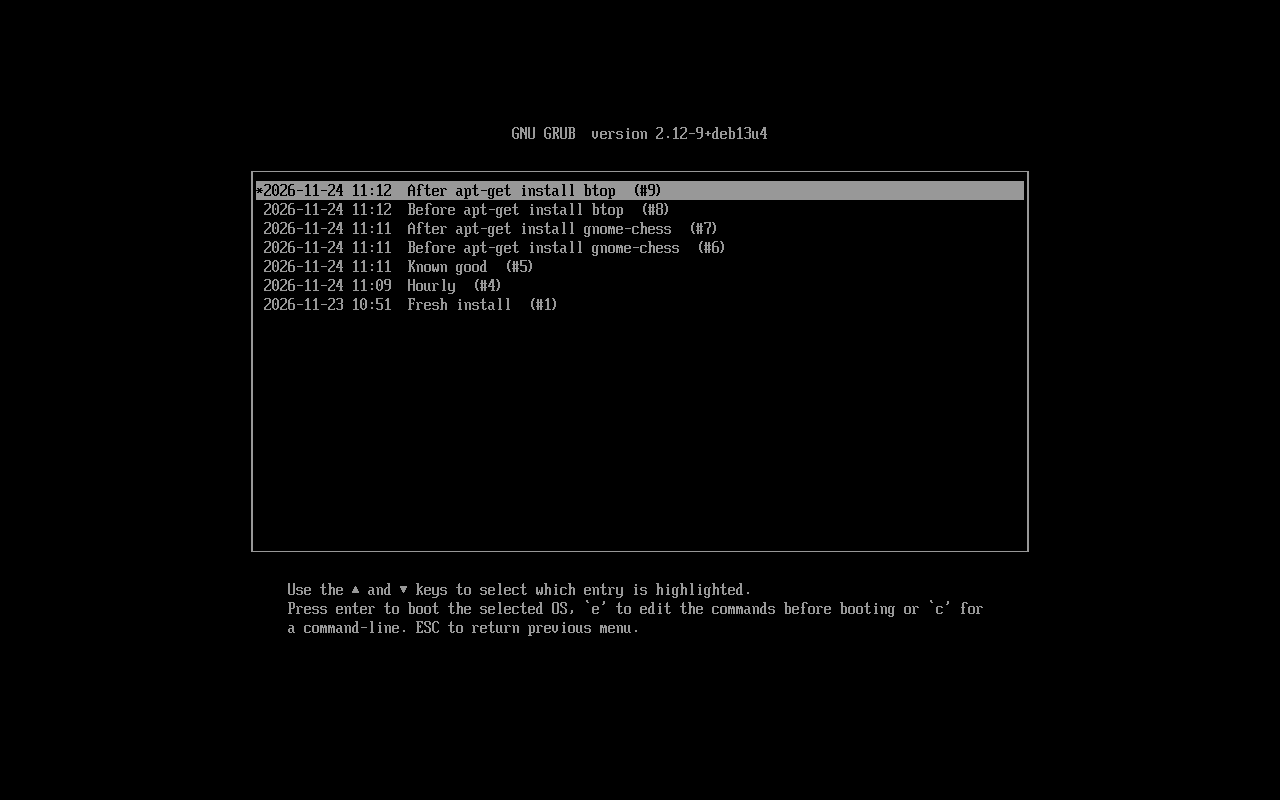 GNU GRUB  version 2.12-9+deb13u4
*2026-11-24 11:12  After apt-get install btop  (#9)
2026-11-24 11:12  Before apt-get install btop  (#8)
2026-11-24 11:11  After apt-get install gnome-chess  (#7)
2026-11-24 11:11  Before apt-get install gnome-chess  (#6)
2026-11-24 11:11  Known good  (#5)
2026-11-24 11:09  Hourly  (#4)
2026-11-23 10:51  Fresh install  (#1)
Use the ▲ and ▼ keys to select which entry is highlighted.
Press enter to boot the selected OS, `e' to edit the commands before booting or `c' for
a command-line. ESC to return previous menu.